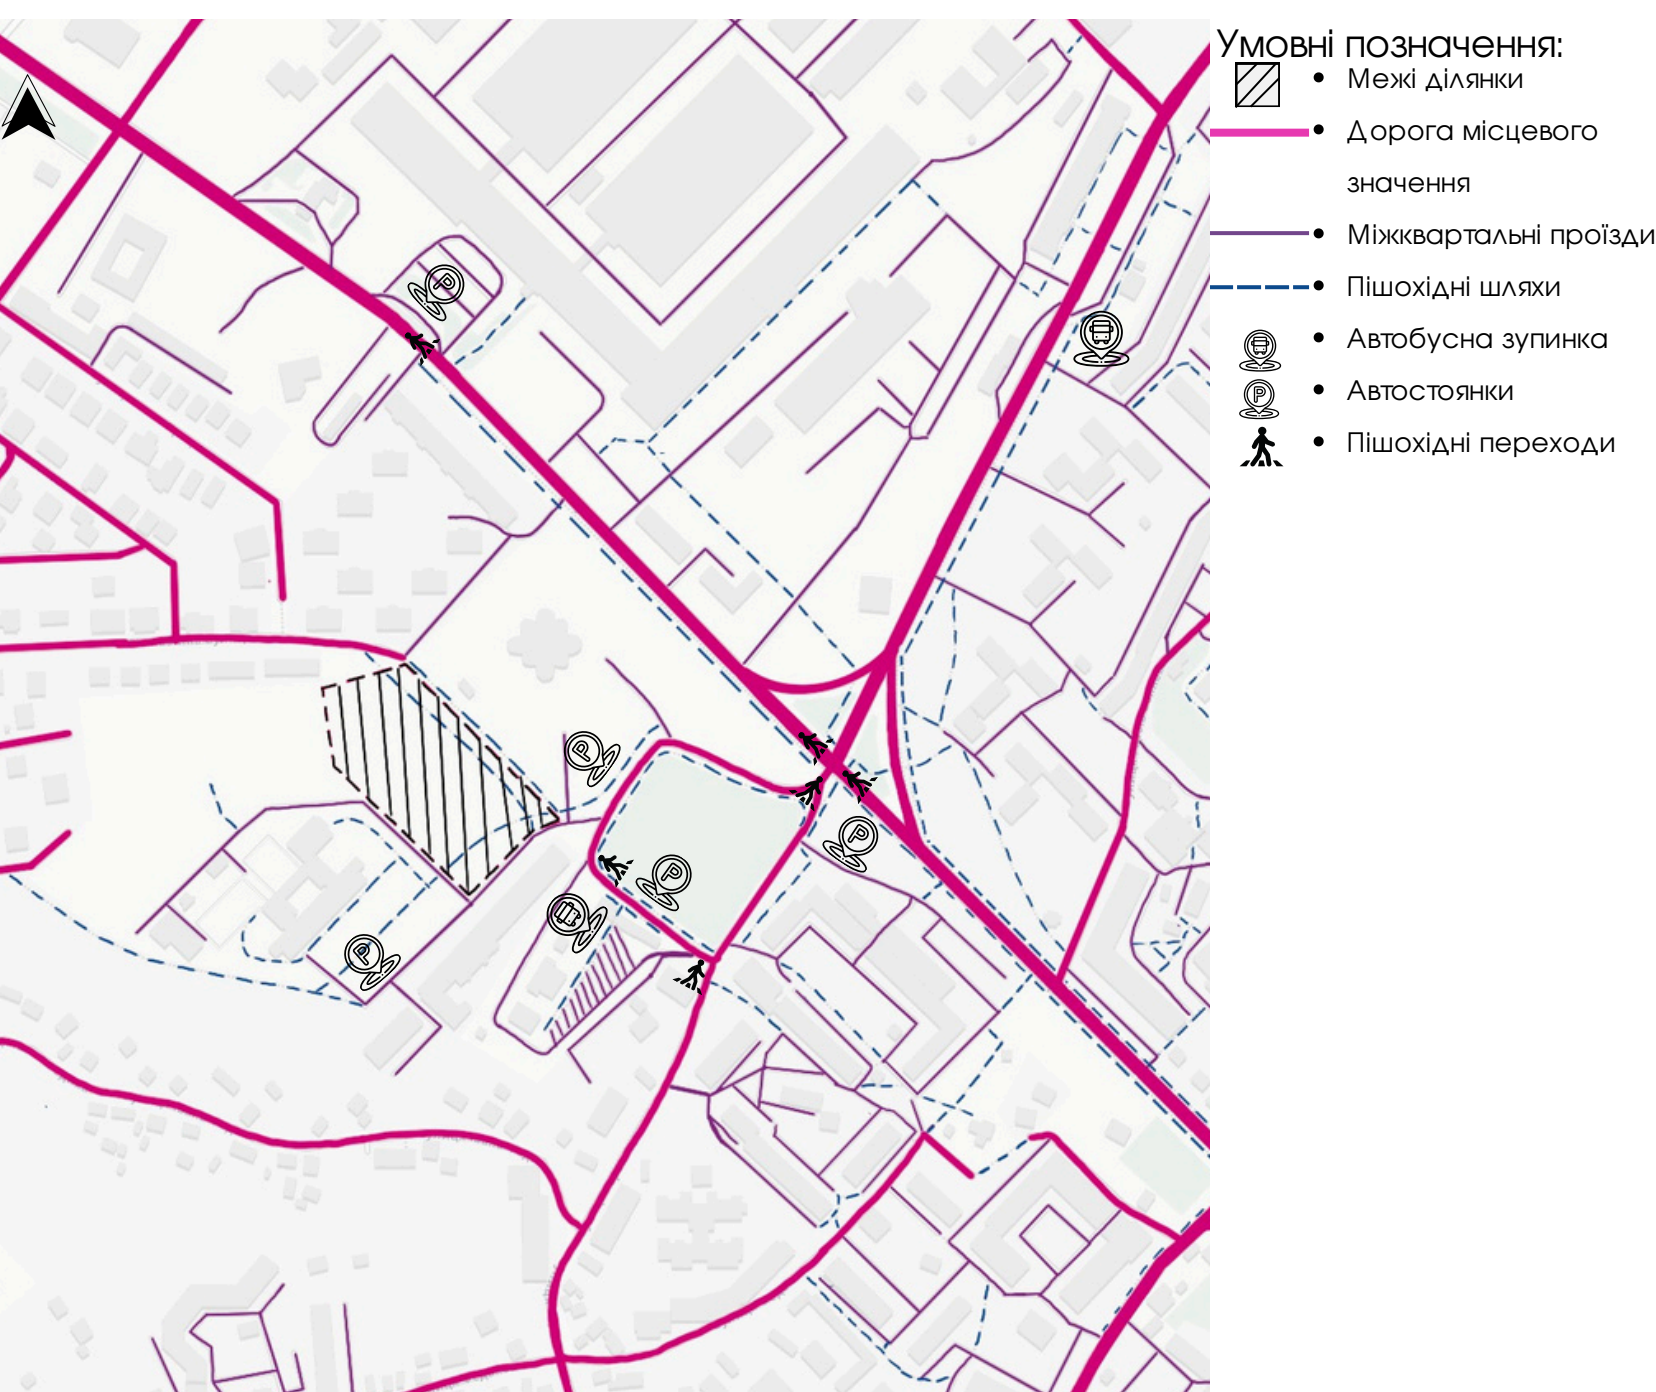 Умовні позначення:
Межі ділянки
Дорога місцевого
значення
Міжквартальні проїзди
Пішохідні шляхи
Автобусна зупинка
Автостоянки
Пішохідні переходи
P
P
P
P
P
P